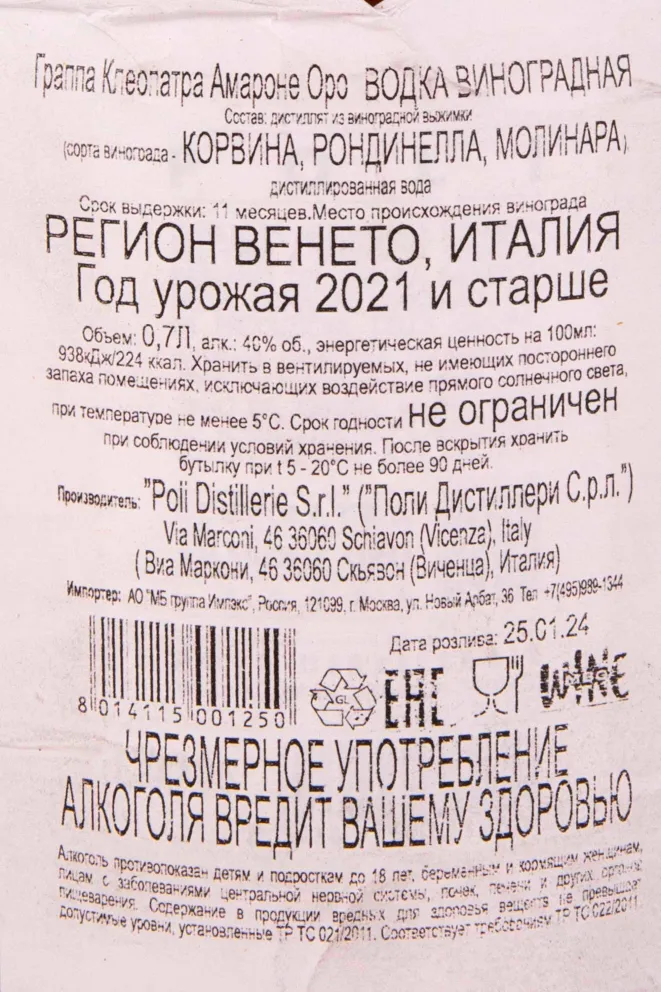 Граппа Клеопатра Амароне Оро ВОДКА ВИНОГРАДНАЯ
Состав: дистиллят из виноградной выжимки
(сорта винограда - КОРВИНА, РОНДИНЕЛЛА, МОЛИНАРА),
дистиллированная вода
Срок выдержки: 11 месяцев.Место происхождения винограда
РЕГИОН ВЕНЕТО, ИТАЛИЯ
Год урожая 2021 и старше
Объем: 0,7Л, алк.: 40% об., энергетическая ценность на 100мл:
938кДж/224 ккал. Хранить в вентилируемых, не имеющих постороннего
запаха помещениях, исключающих воздействие прямого солнечного света,
при температуре не менее 5°С. Срок годности не ограничен
при соблюдении условий хранения. После вскрытия хранить
бутылку при t 5 - 20°С не более 90 дней.
Производитель: "Poli Distillerie S.r.l." ("Поли Дистиллери С.р.л.")
Via Marconi, 46 36060 Schiavon (Vicenza), Italy
( Виа Маркони, 46 36060 Скьявон (Виченца), Италия)
Импортер: АО "МБ группа Импэкс", Россия, 121099, г. Москва, ул. Новый Арбат, 36 Тел +7(495)989-1344
Дата розлива: 25.01.24
8 014115 001250
GL EAC WINE
ЧРЕЗМЕРНОЕ УПОТРЕБЛЕНИЕ
АЛКОГОЛЯ ВРЕДИТ ВАШЕМУ ЗДОРОВЬЮ
Алкоголь противопоказан детям и подросткам до 18 лет, беременным и кормящим женщинам,
лицам с заболеваниями центральной нервной системы, почек, печени и других органов
пищеварения. Содержание в продукции вредных для здоровья веществ не превышает
допустимые уровни, установленные ТР ТС 021/2011. Соответствует требованиям ТР ТС 022/2011.